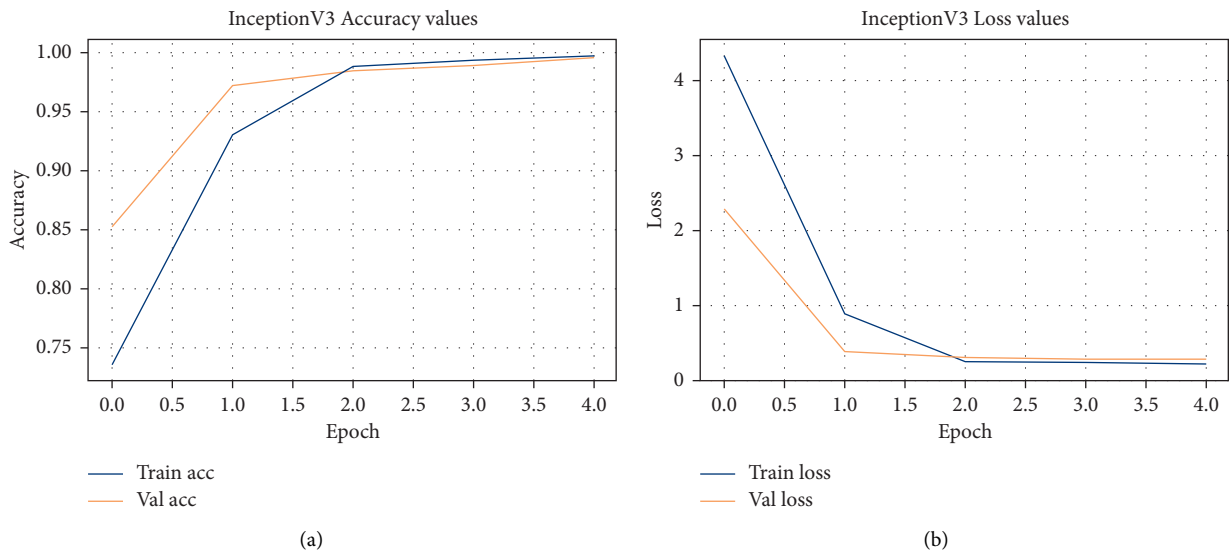 InceptionV3 Accuracy values
1.00
0.95
0.90
0.85
0.80
0.75
Accuracy
0.0 0.5 1.0 1.5 2.0 2.5 3.0 3.5 4.0
Epoch
Train acc
Val acc
(a)
InceptionV3 Loss values
4
3
2
1
0
Loss
0.0 0.5 1.0 1.5 2.0 2.5 3.0 3.5 4.0
Epoch
Train loss
Val loss
(b)